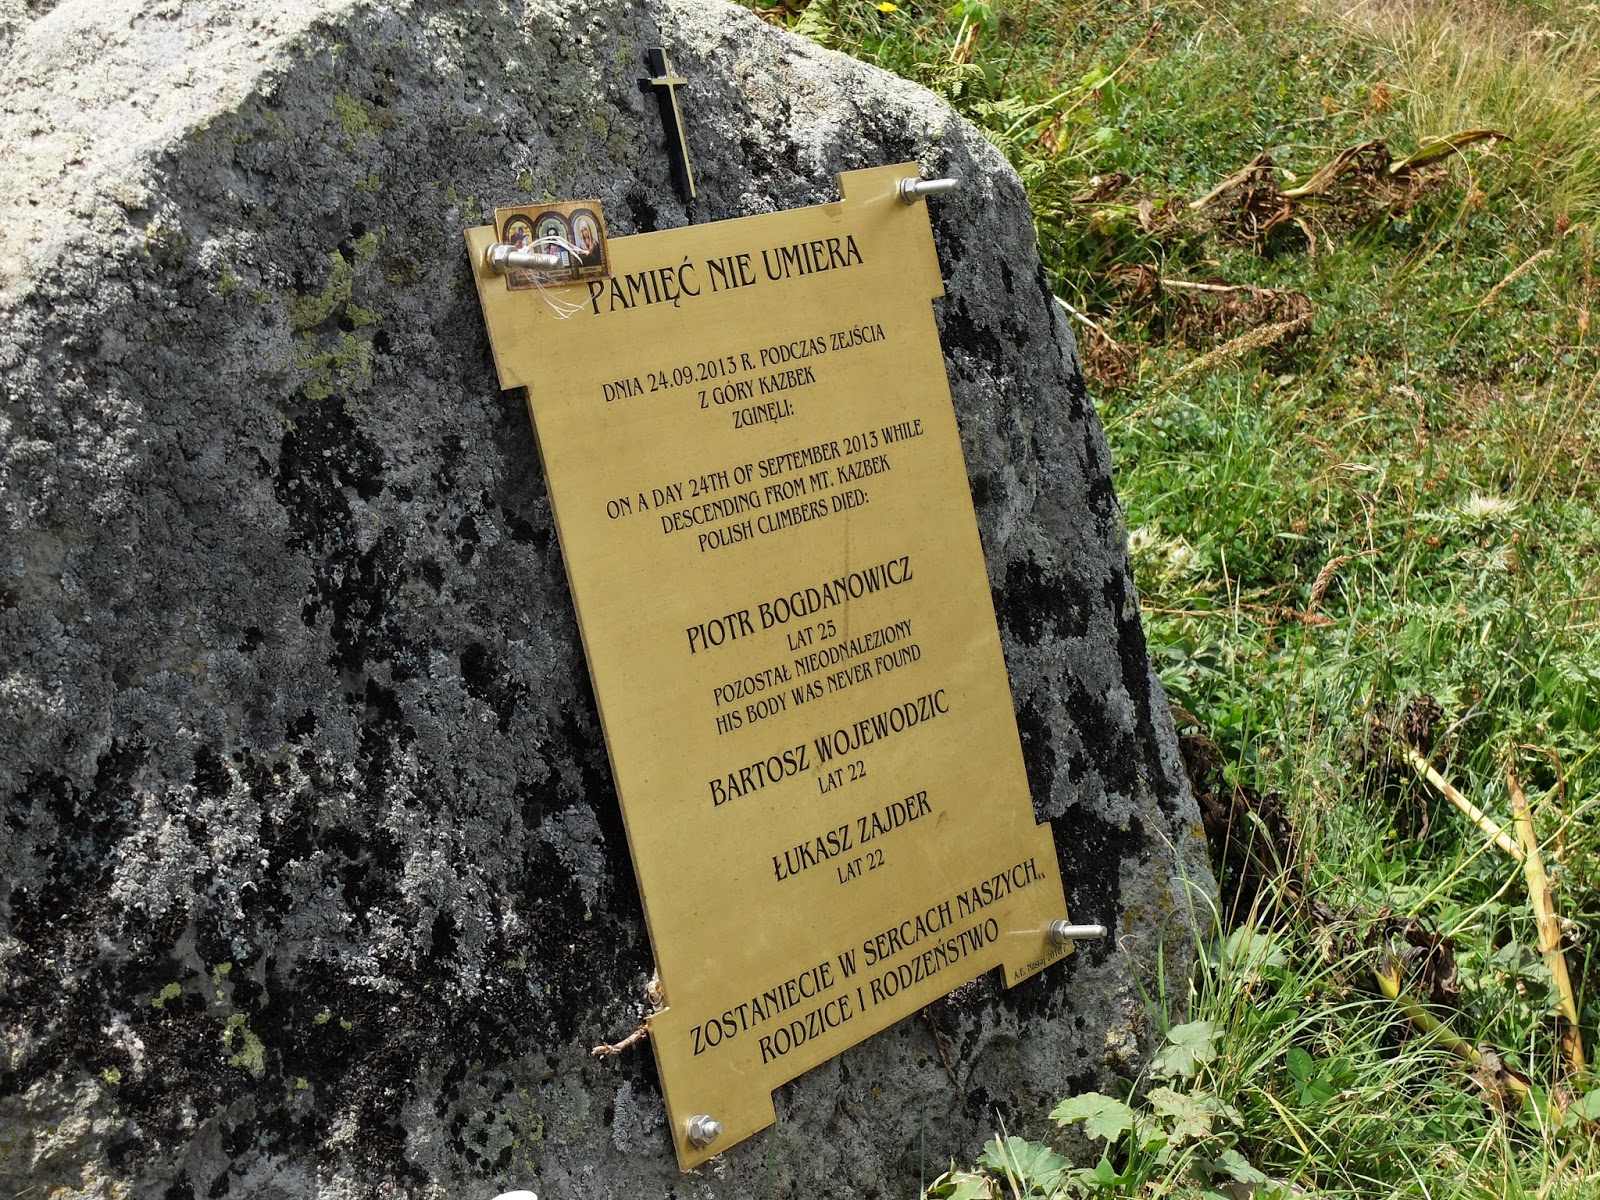 PAMIĘĆ NIE UMIERA
DNIA 24.09.2013 R. PODCZAS ZEJŚCIA
Z GÓRY KAZBEK
ZGINĘLI:
ON A DAY 24TH OF SEPTEMBER 2013 WHILE
DESCENDING FROM MT. KAZBEK
POLISH CLIMBERS DIED:
PIOTR BOGDANOWICZ
LAT 25
POZOSTAŁ NIEODNALEZIONY
HIS BODY WAS NEVER FOUND
BARTOSZ WOJEWODZIC
LAT 22
ŁUKASZ ZAJDER
LAT 22
ZOSTANIECIE W SERCACH NASZYCH,,
RODZICE I RODZEŃSTWO
A.E.